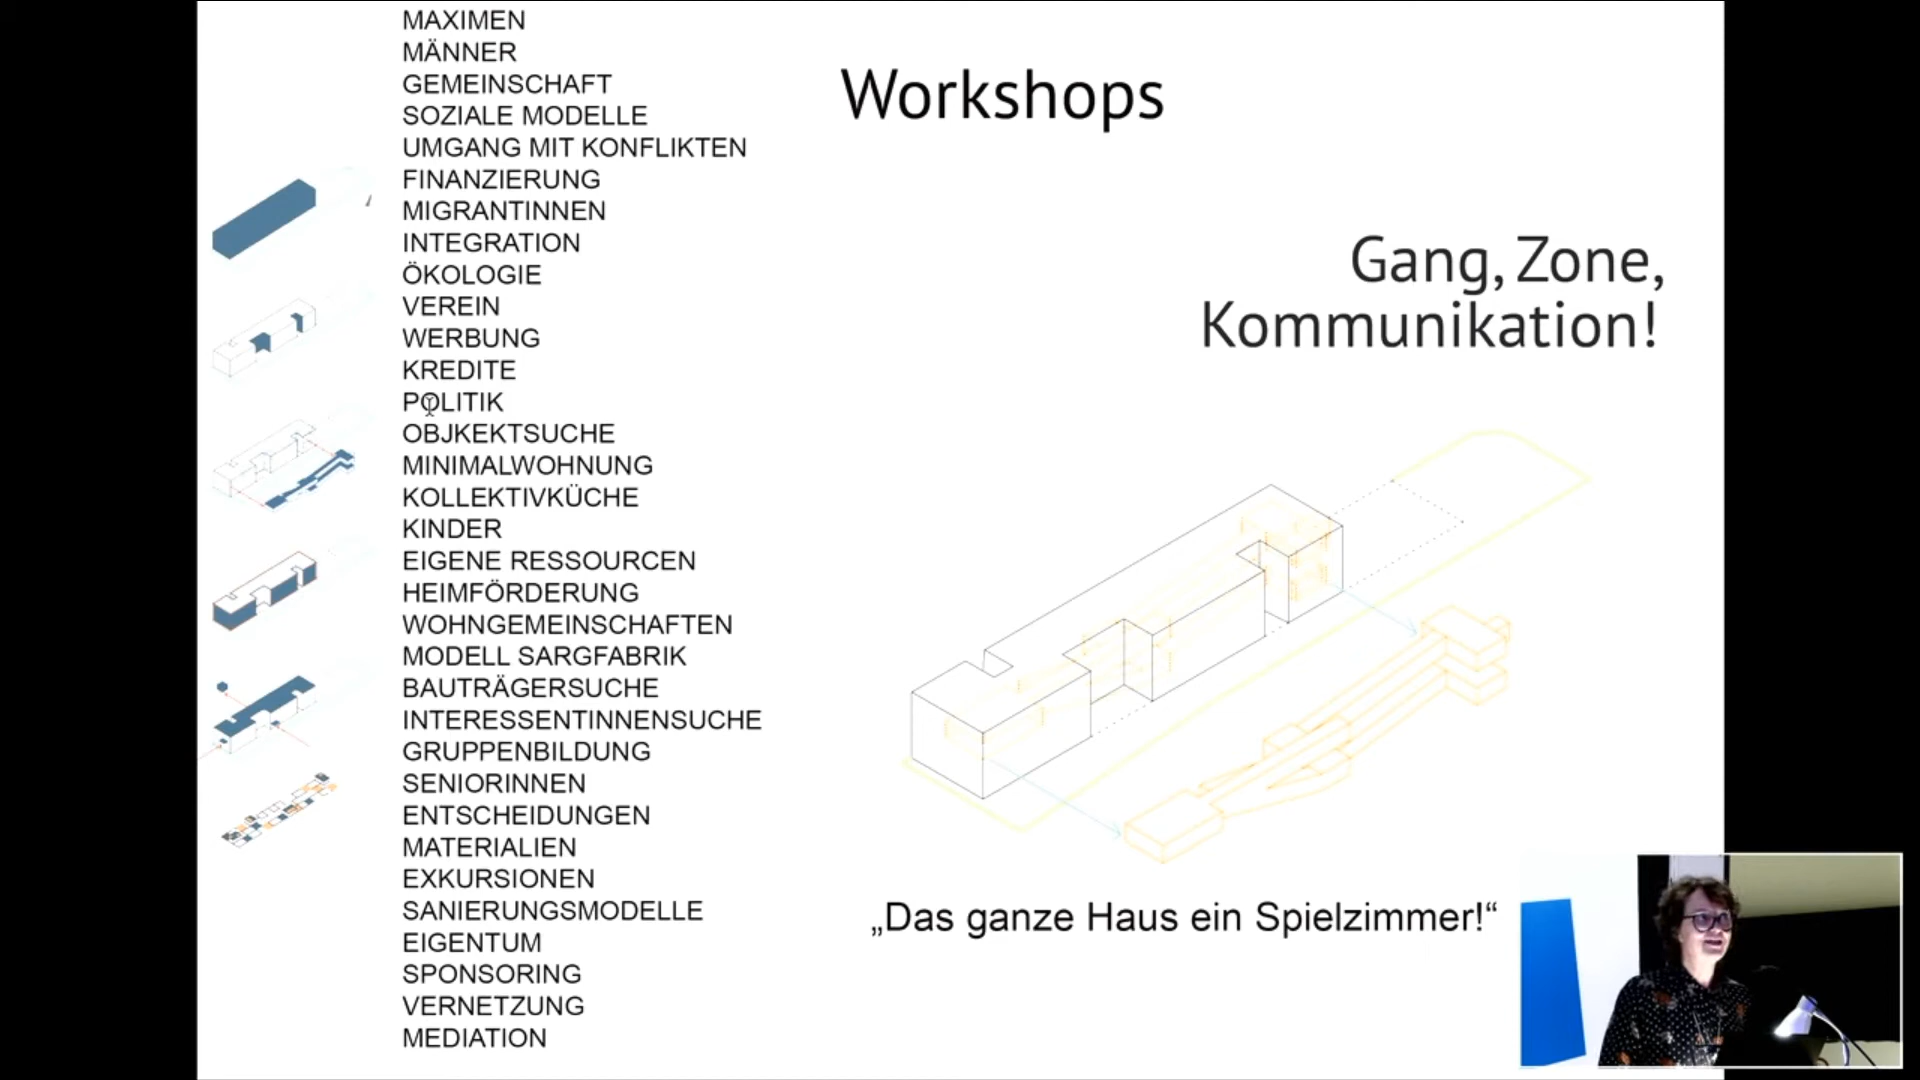 MAXIMEN
MÄNNER
GEMEINSCHAFT
SOZIALE MODELLE
UMGANG MIT KONFLIKTEN
FINANZIERUNG
MIGRANTINNEN
INTEGRATION
ÖKOLOGIE
VEREIN
WERBUNG
KREDITE
POLITIK
OBJKEKTSUCHE
MINIMALWOHNUNG
KOLLEKTIVKÜCHE
KINDER
EIGENE RESSOURCEN
HEIMFÖRDERUNG
WOHNGEMEINSCHAFTEN
MODELL SARGFABRIK
BAUTRÄGERSUCHE
INTERESSENTINNENSUCHE
GRUPPENBILDUNG
SENIORINNEN
ENTSCHEIDUNGEN
MATERIALIEN
EXKURSIONEN
SANIERUNGSMODELLE
EIGENTUM
SPONSORING
VERNETZUNG
MEDIATION
Workshops
Gang, Zone,
Kommunikation!
„Das ganze Haus ein Spielzimmer!“